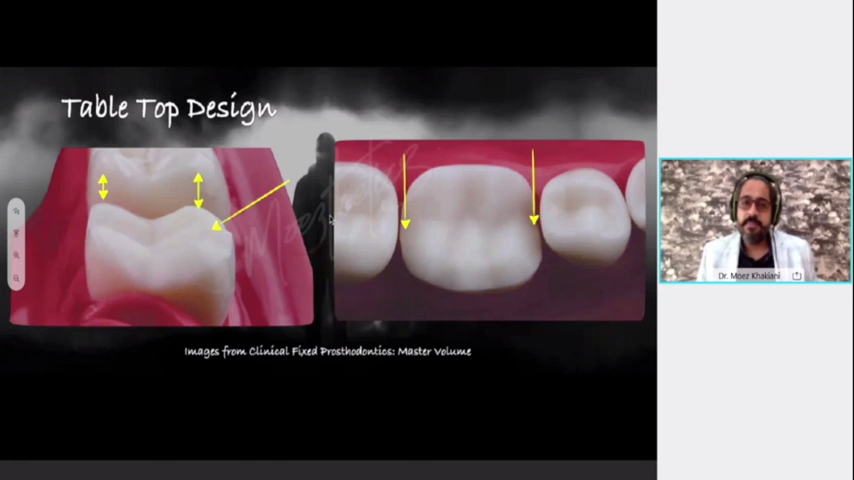 Table Top Design
Images from Clinical Fixed Prosthodontics: Master Volume
Dr. Moez Khakiani